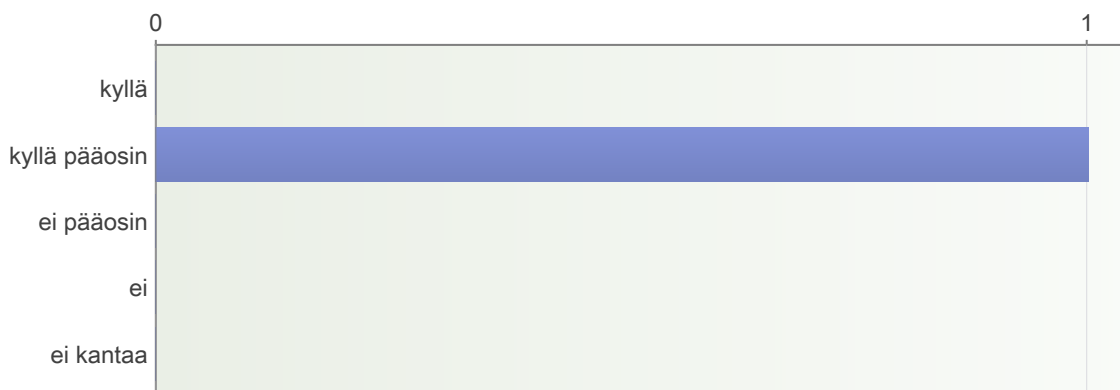 0 1
kyllä
kyllä pääosin
ei pääosin
ei
ei kantaa